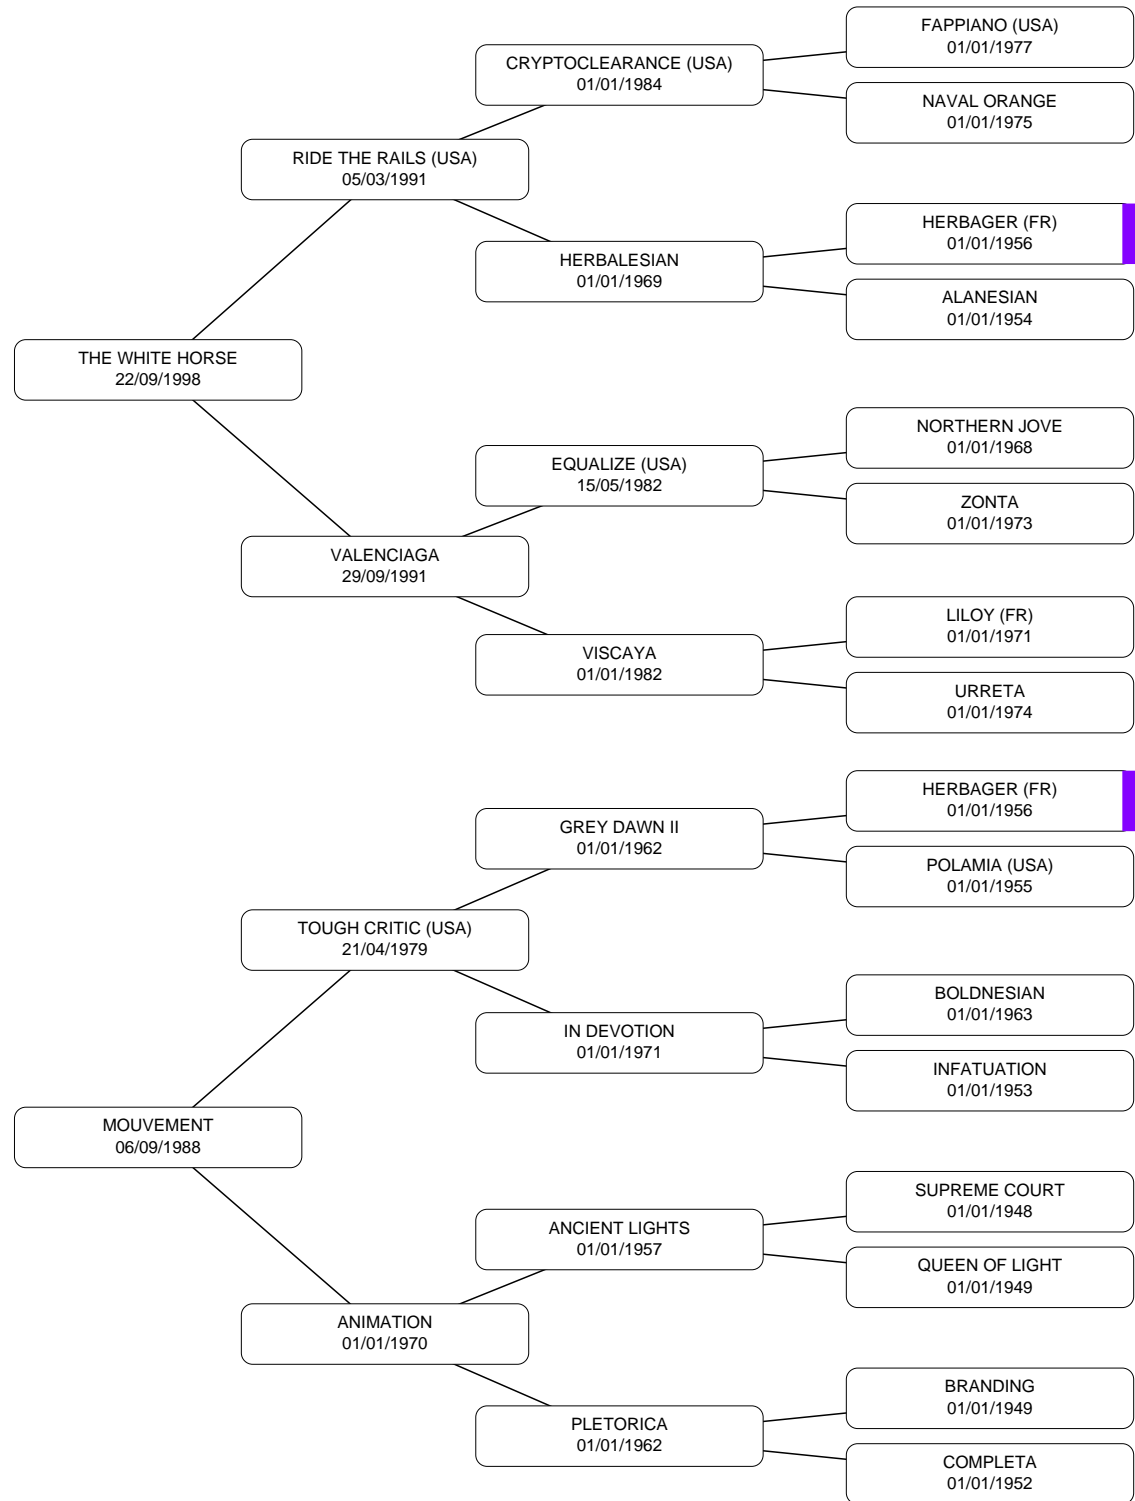 FAPPIANO (USA)
01/01/1977
CRYPTOCLEARANCE (USA)
01/01/1984
NAVAL ORANGE
01/01/1975
RIDE THE RAILS (USA)
05/03/1991
HERBAGER (FR)
01/01/1956
HERBALESIAN
01/01/1969
ALANESIAN
01/01/1954
THE WHITE HORSE
22/09/1998
NORTHERN JOVE
01/01/1968
EQUALIZE (USA)
15/05/1982
ZONTA
01/01/1973
VALENCIAGA
29/09/1991
LILOY (FR)
01/01/1971
VISCAYA
01/01/1982
URRETA
01/01/1974
HERBAGER (FR)
01/01/1956
GREY DAWN II
01/01/1962
POLAMIA (USA)
01/01/1955
TOUGH CRITIC (USA)
21/04/1979
BOLDNESIAN
01/01/1963
IN DEVOTION
01/01/1971
INFATUATION
01/01/1953
MOUVEMENT
06/09/1988
SUPREME COURT
01/01/1948
ANCIENT LIGHTS
01/01/1957
QUEEN OF LIGHT
01/01/1949
ANIMATION
01/01/1970
BRANDING
01/01/1949
PLETORICA
01/01/1962
COMPLETA
01/01/1952